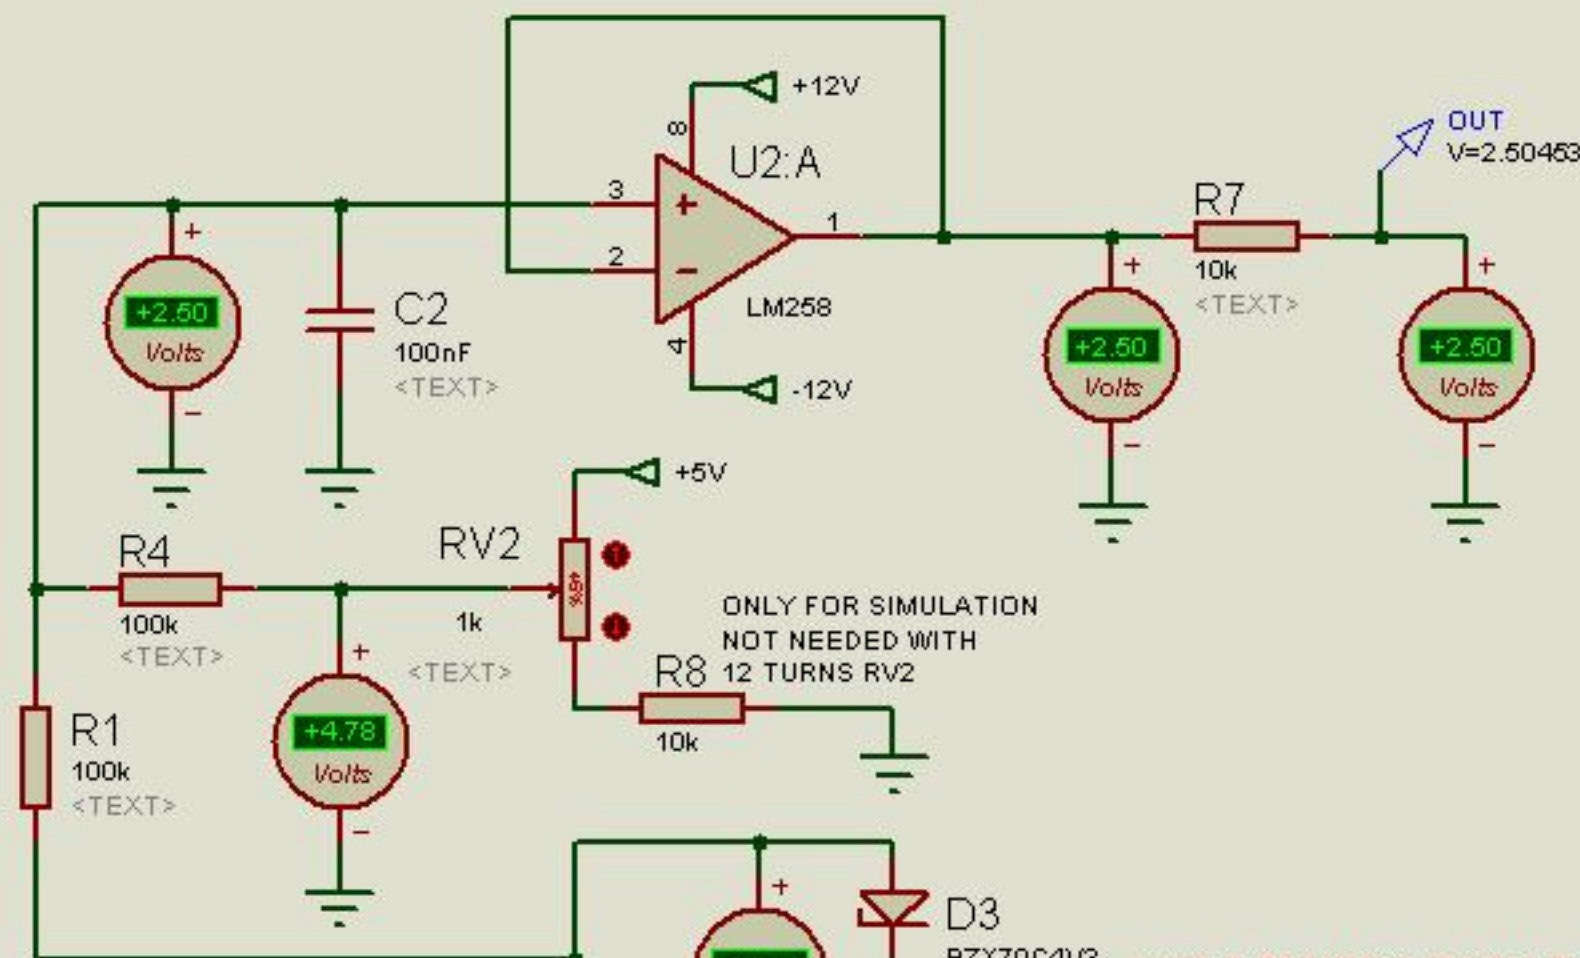 +12V
8
U2:A
OUT
V=2.50453
3
+
R7
1
+
2
-
10k
+
+
<TEXT>
LM258
C2
+2.50
Volts
100nF
4
+2.50
Volts
+2.50
Volts
<TEXT>
-12V
-
-
-
+5V
RV2
R4
1k
100k
<TEXT>
<TEXT>
ONLY FOR SIMULATION
NOT NEEDED WITH
12 TURNS RV2
+
R8
10k
R1
100k
<TEXT>
+4.78
Volts
-
+
D3